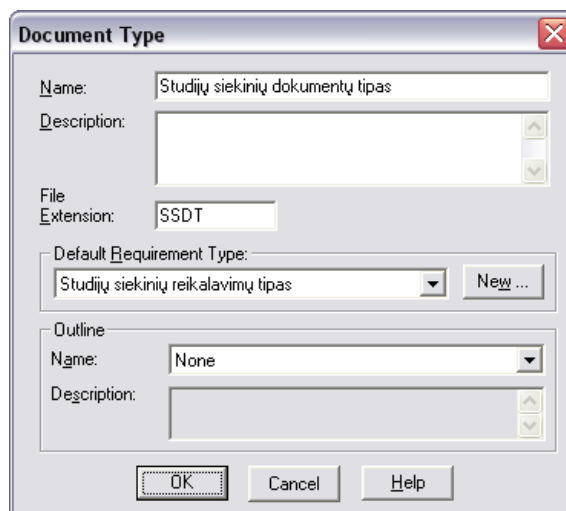 Document Type
Name: Studijų siekinių dokumentų tipas
Description:
File
Extension: SSDT
Default Requirement Type:
Studijų siekinių reikalavimų tipas New ...
Outline
Name: None
Description:
OK Cancel Help